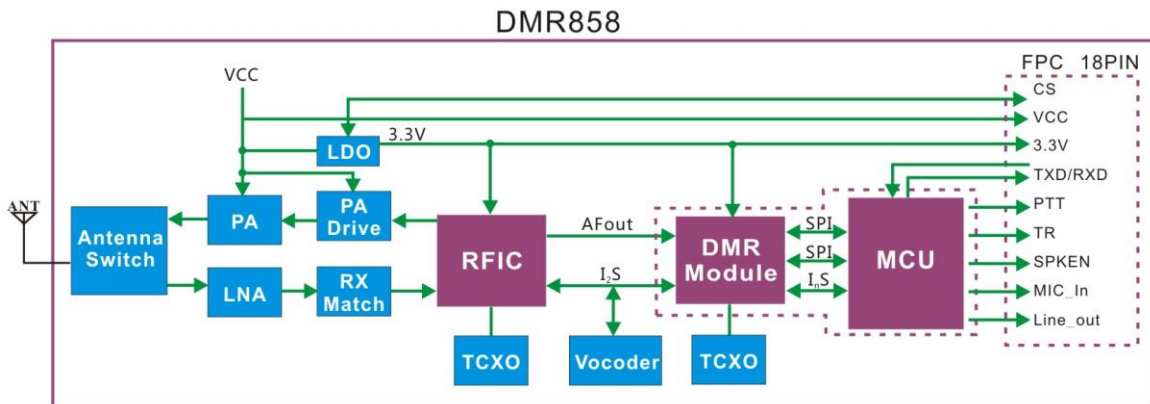 DMR858
FPC 18PIN
VCC
CS
VCC
LDO
3.3V
3.3V
TXD/RXD
ANT
Antenna
Switch
PA
PA
Drive
RFIC
AFout
DMR
Module
SPI
SPI
InS
MCU
PTT
TR
SPKEN
MIC_In
Line_out
LNA
RX
Match
I2S
TCXO
Vocoder
TCXO